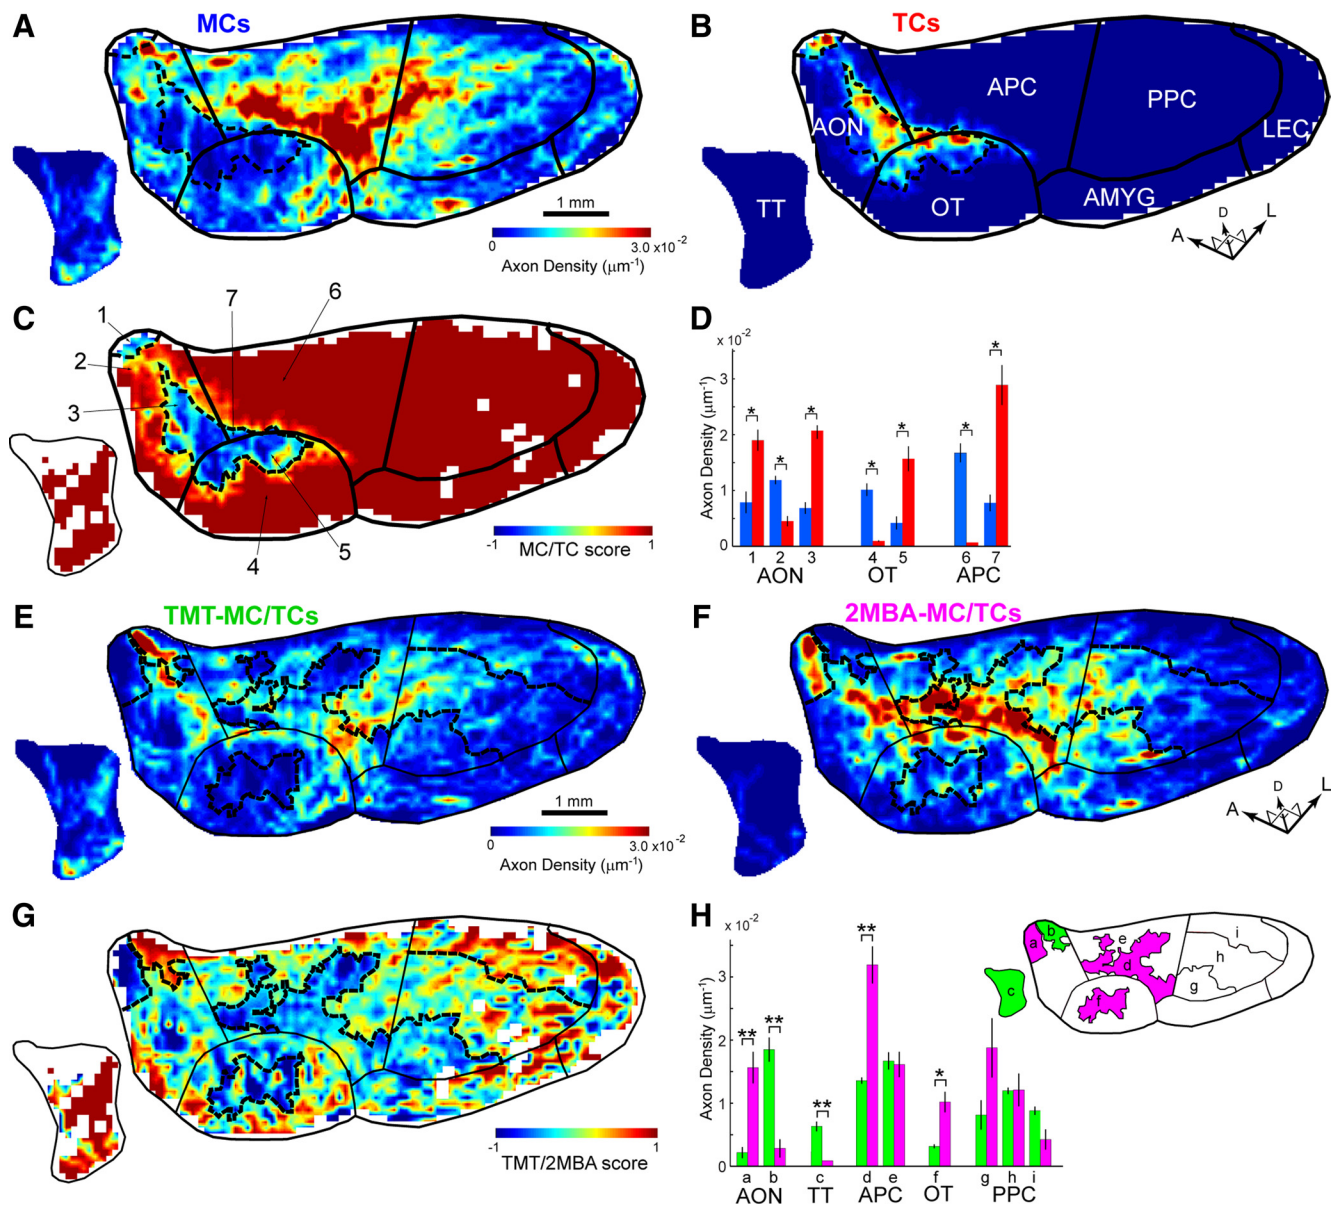 A
MCs
1 mm
0
3.0 x10⁻²
Axon Density (μm⁻¹)
B
TCs
APC
PPC
AON
LEC
TT
OT
AMYG
A
D
L
C
1
2
3
4
5
6
7
-1
1
MC/TC score
D
x 10⁻²
Axon Density (μm⁻¹)
3
2
1
0
* * * * * * *
1 2 3 4 5 6 7
AON OT APC
E
TMT-MC/TCs
1 mm
0
3.0 x10⁻²
Axon Density (μm⁻¹)
F
2MBA-MC/TCs
A
D
L
G
-1
1
TMT/2MBA score
H
x 10⁻²
Axon Density (μm⁻¹)
3
2
1
0
** ** ** ** *
a b c d e f g h i
AON TT APC OT PPC
a
b
c
d
e
f
g
h
i